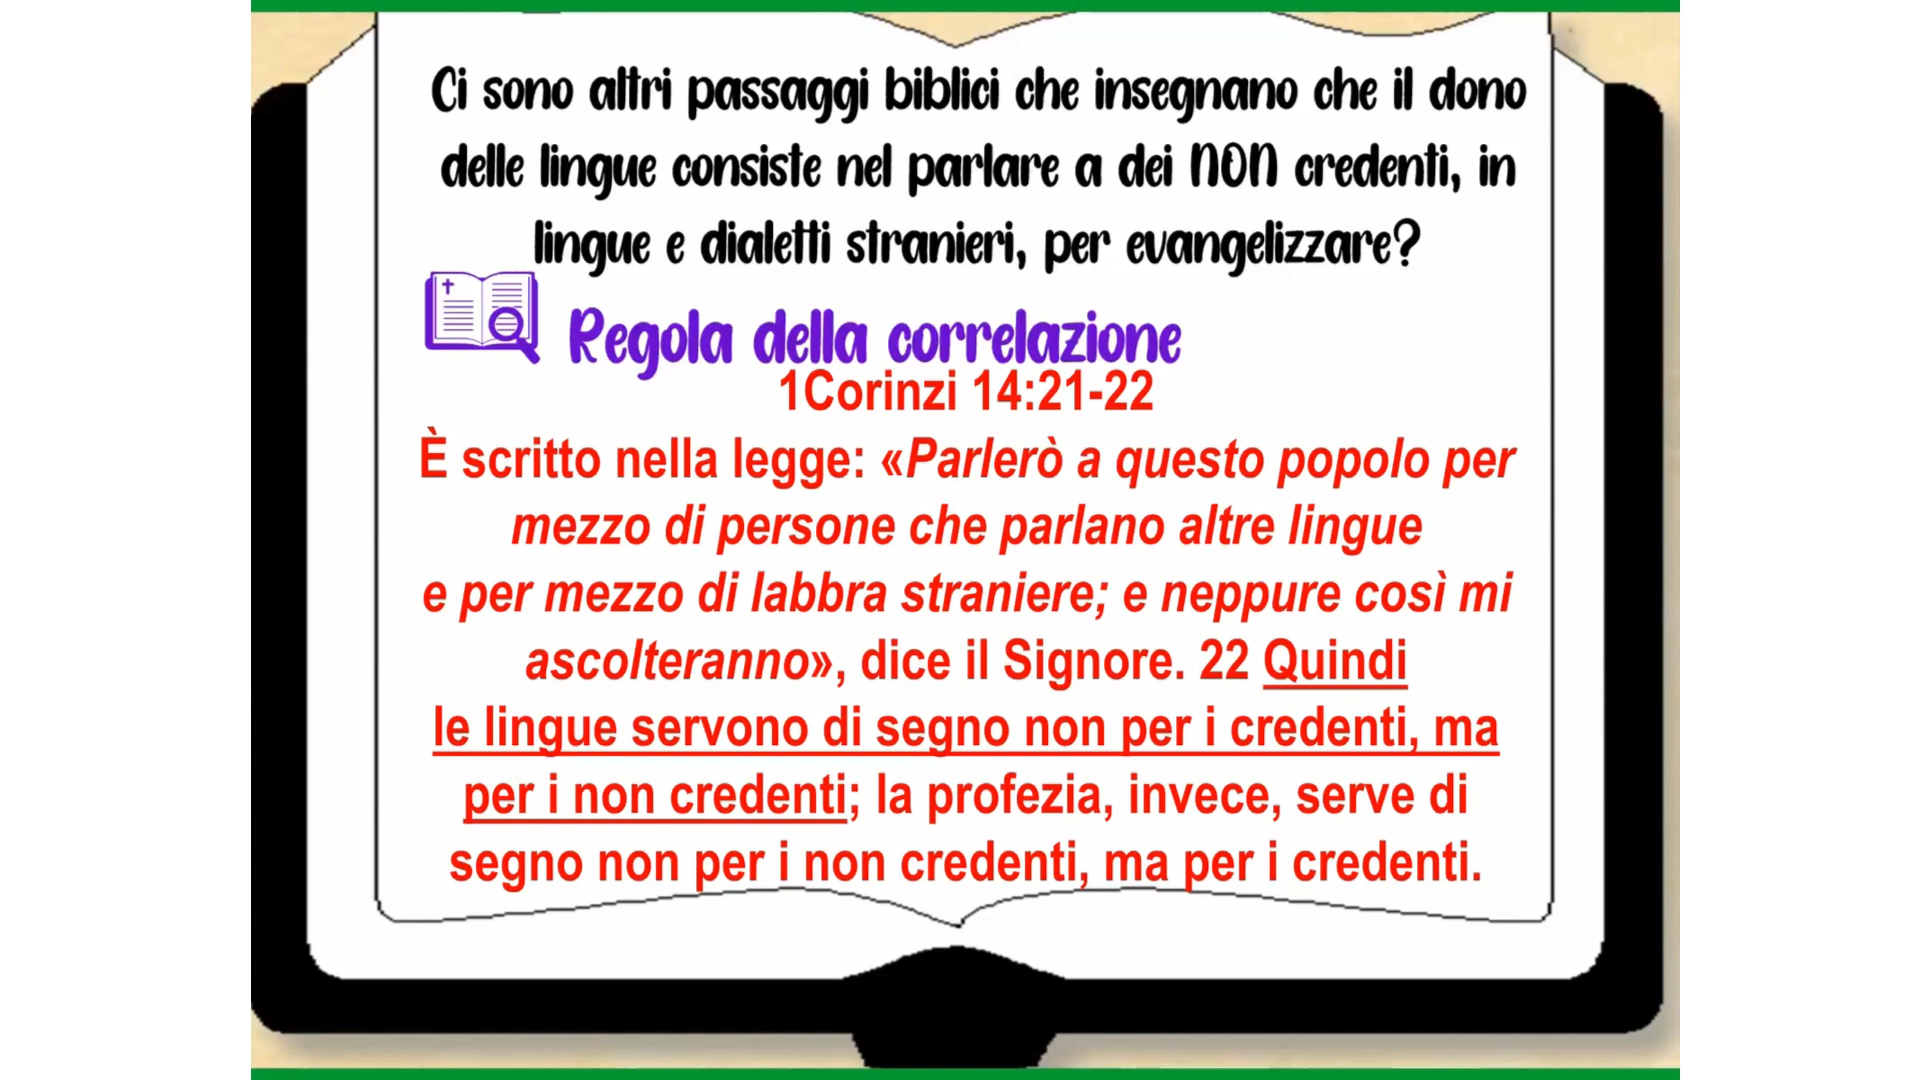 Ci sono altri passaggi biblici che insegnano che il dono
delle lingue consiste nel parlare a dei NON credenti, in
lingue e dialetti stranieri, per evangelizzare?
Regola della correlazione
1Corinzi 14:21-22
È scritto nella legge: «Parlerò a questo popolo per
mezzo di persone che parlano altre lingue
e per mezzo di labbra straniere; e neppure così mi
ascolteranno», dice il Signore. 22 Quindi
le lingue servono di segno non per i credenti, ma
per i non credenti; la profezia, invece, serve di
segno non per i non credenti, ma per i credenti.